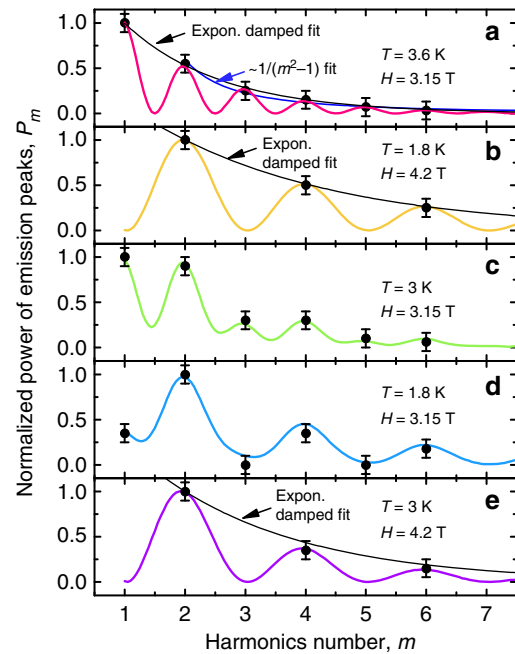 Normalized power of emission peaks, Pₘ
1.0
0.5
0.0
Expon. damped fit
~1/(m²–1) fit
a
T = 3.6 K
H = 3.15 T
1.0
0.5
0.0
Expon.
damped fit
b
T = 1.8 K
H = 4.2 T
1.0
0.5
0.0
c
T = 3 K
H = 3.15 T
1.0
0.5
0.0
d
T = 1.8 K
H = 3.15 T
1.0
0.5
0.0
Expon.
damped fit
e
T = 3 K
H = 4.2 T
1 2 3 4 5 6 7
Harmonics number, m